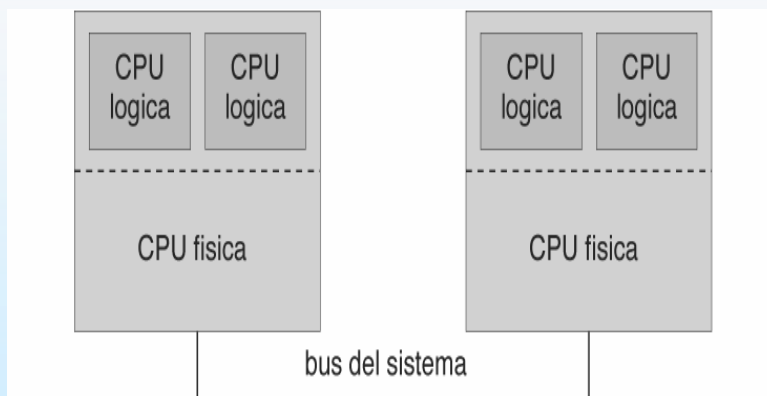 CPU
logica
CPU
logica
CPU fisica
CPU
logica
CPU
logica
CPU fisica
bus del sistema